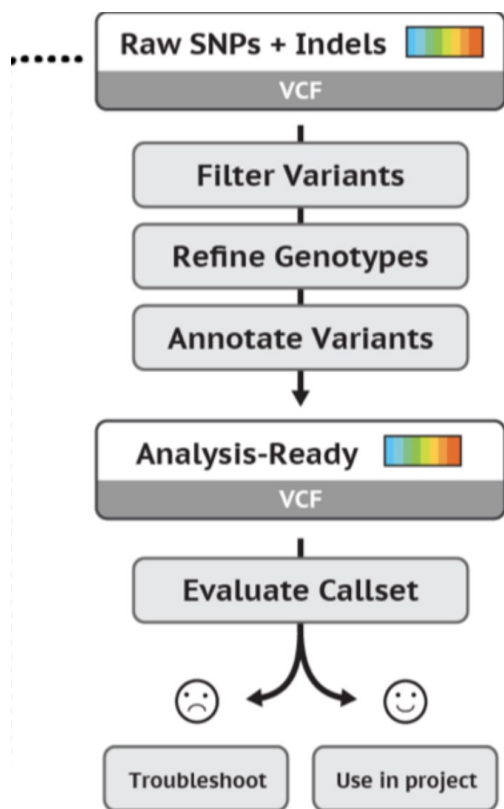 Raw SNPs + Indels
VCF
Filter Variants
Refine Genotypes
Annotate Variants
Analysis-Ready
VCF
Evaluate Callset
Troubleshoot
Use in project